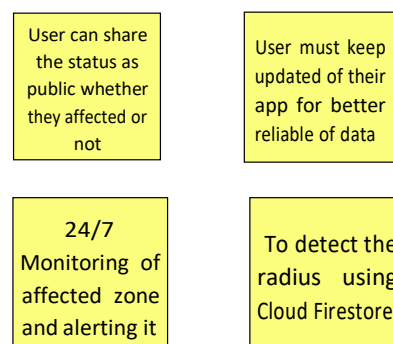 User can share
the status as
public whether
they affected or
not
User must keep
updated of their
app for better
reliable of data
24/7
Monitoring of
affected zone
and alerting it
To detect the
radius using
Cloud Firestore